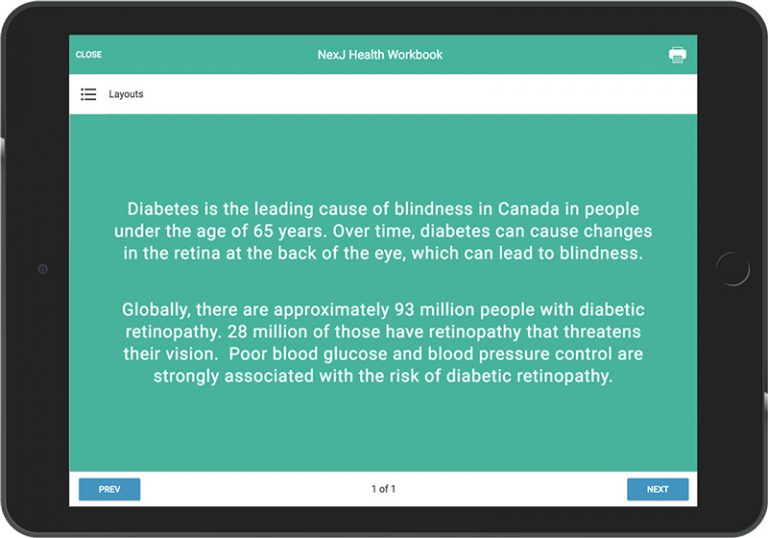 CLOSE
NexJ Health Workbook
Layouts
Diabetes is the leading cause of blindness in Canada in people
under the age of 65 years. Over time, diabetes can cause changes
in the retina at the back of the eye, which can lead to blindness.
Globally, there are approximately 93 million people with diabetic
retinopathy. 28 million of those have retinopathy that threatens
their vision.  Poor blood glucose and blood pressure control are
strongly associated with the risk of diabetic retinopathy.
PREV
1 of 1
NEXT